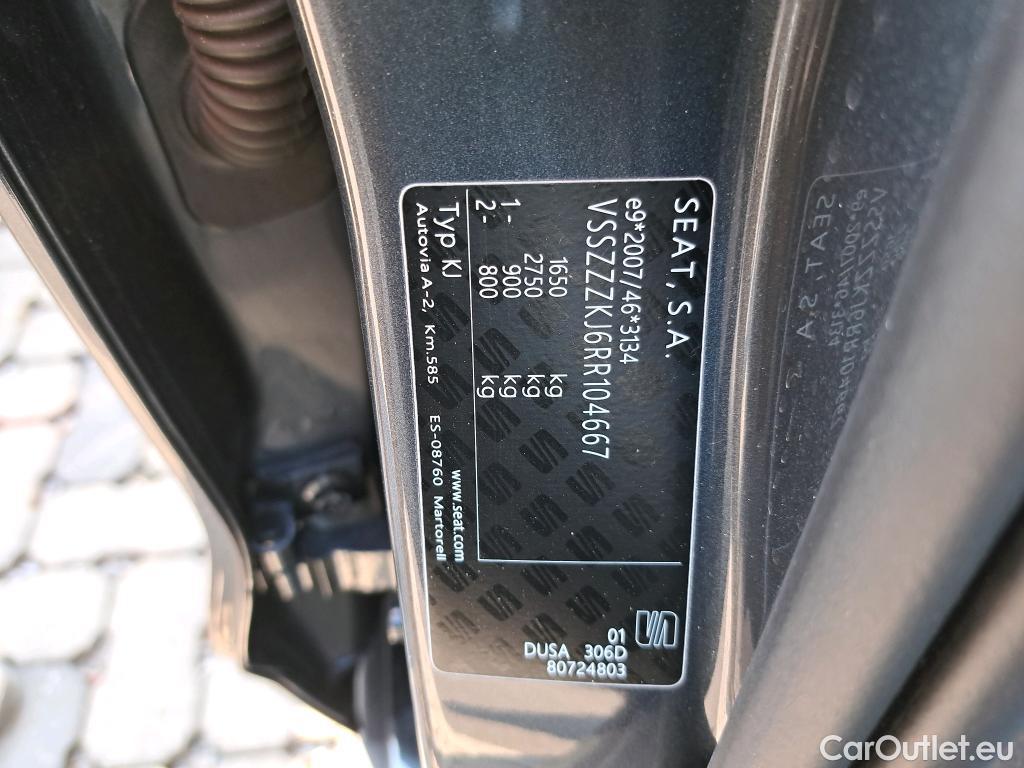 SEAT, S.A.
e9*2007/46*3134
VSSZZZKJ6RR104667
1650 kg
2750 kg
1- 900 kg
2- 800 kg
Typ KJ
www.seat.com
Autovia A-2, Km.585 ES-08760 Martorell
01
DUSA 306D
80724803
CarOutlet.eu